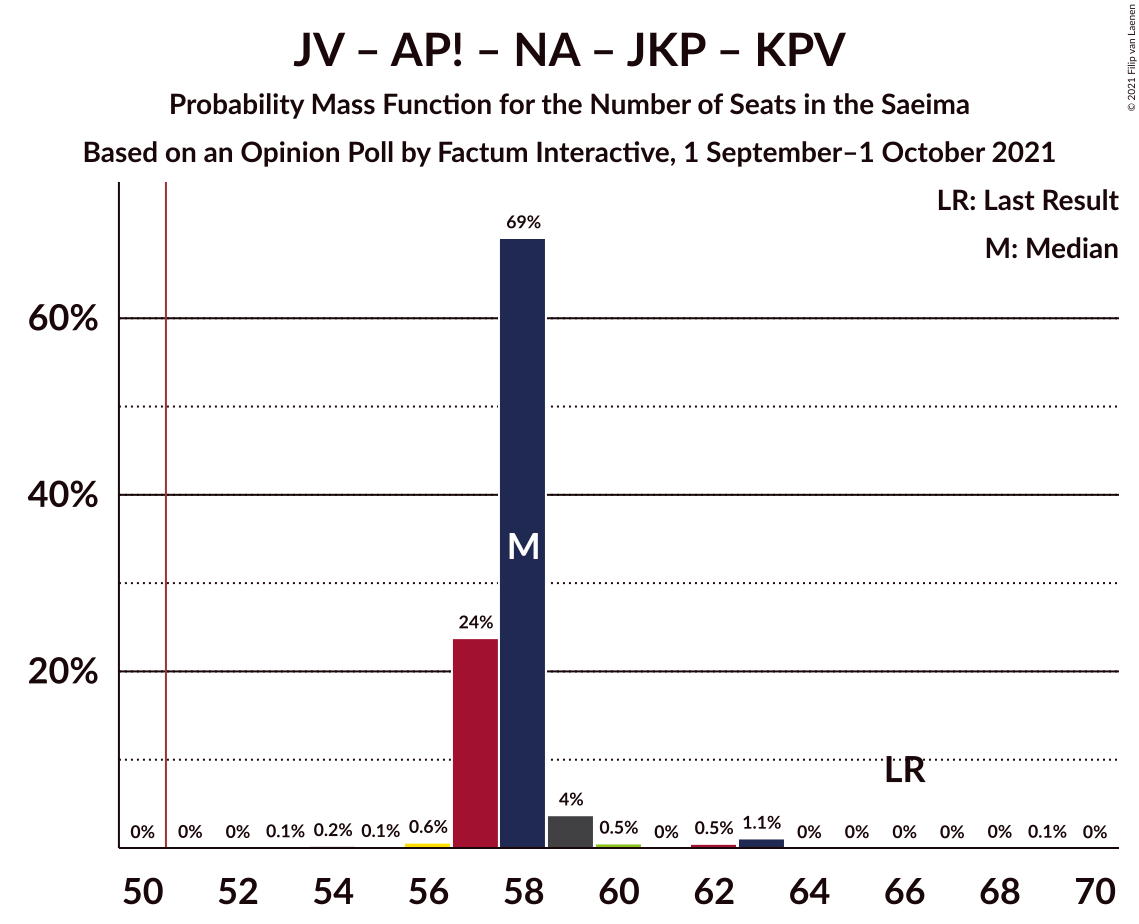 JV – AP! – NA – JKP – KPV
Probability Mass Function for the Number of Seats in the Saeima
Based on an Opinion Poll by Factum Interactive, 1 September–1 October 2021
© 2021 Filip van Laenen
LR: Last Result
M: Median
69%
60%
40%
M
24%
20%
LR
4%
0% 0% 0% 0.1% 0.2% 0.1% 0.6% 0.5% 0% 0.5% 1.1% 0% 0% 0% 0% 0% 0.1% 0%
50 52 54 56 58 60 62 64 66 68 70